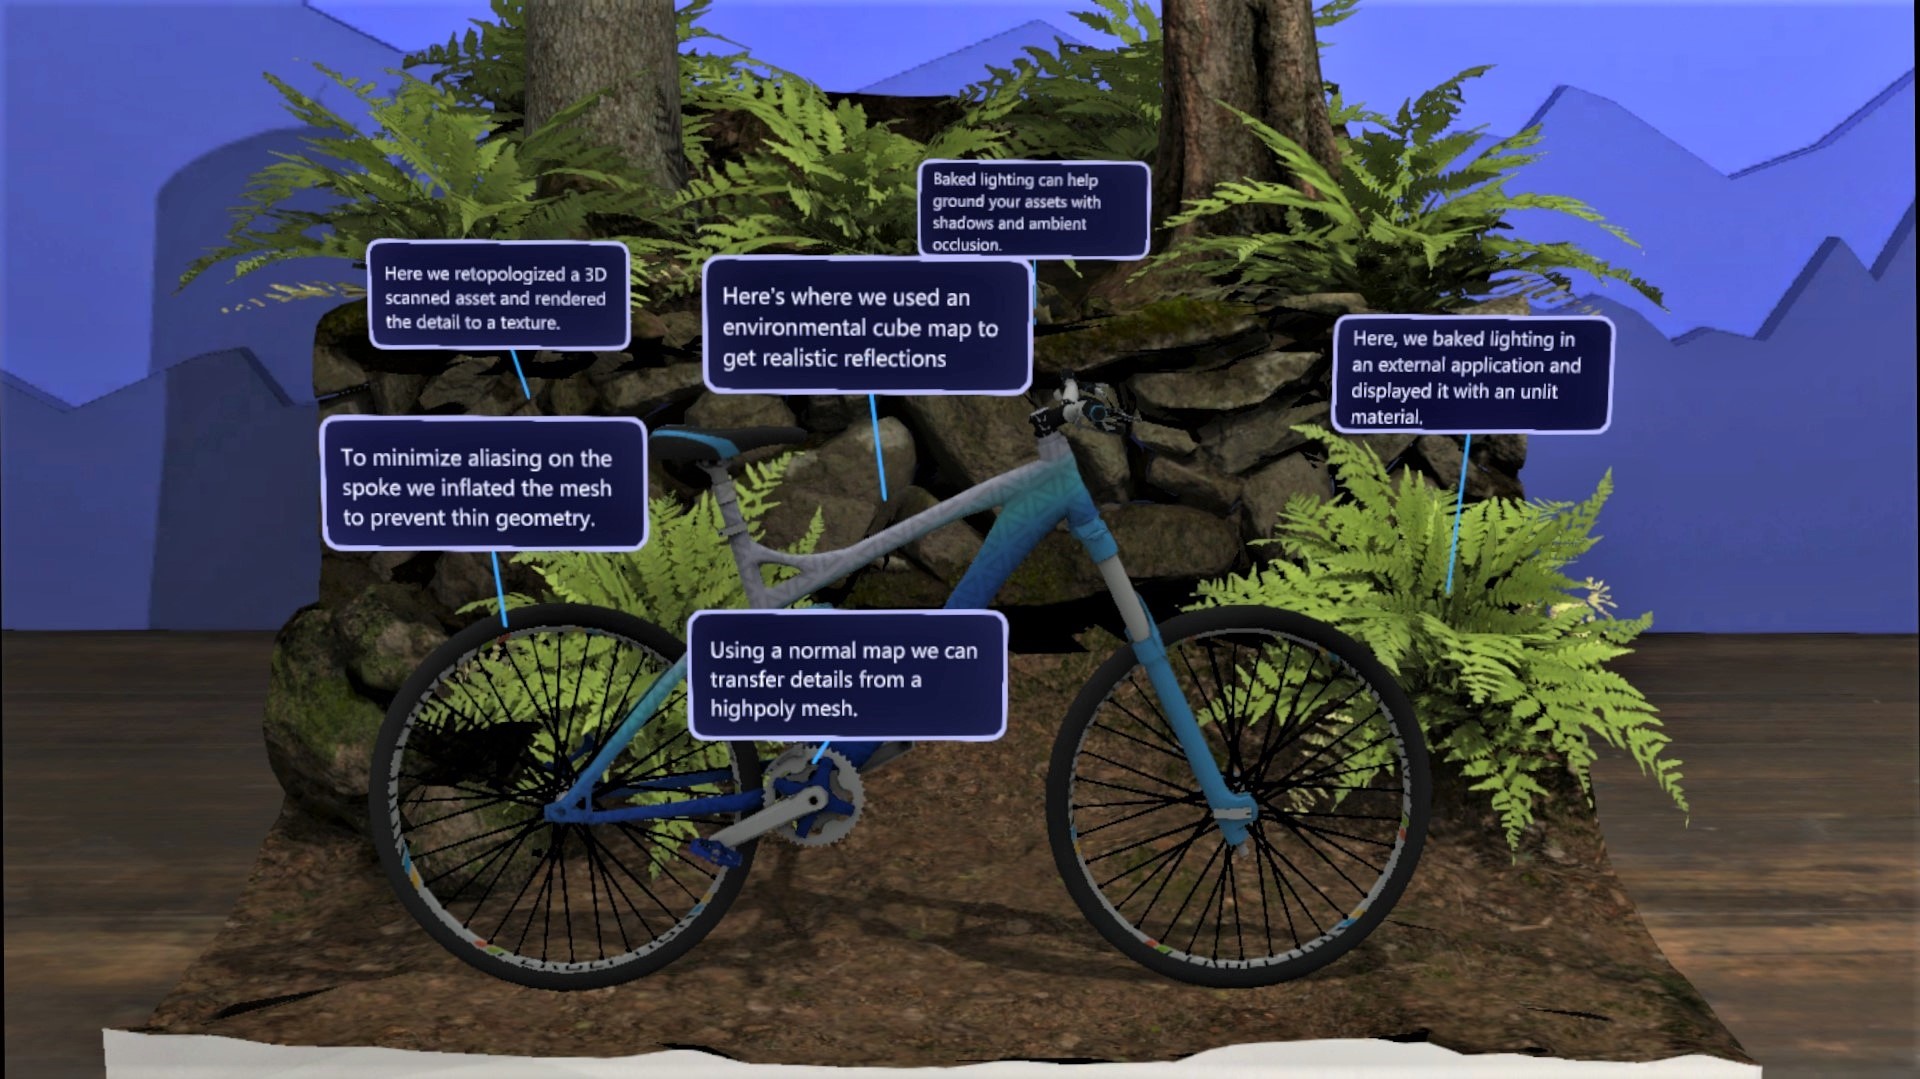 Baked lighting can help
ground your assets with
shadows and ambient
occlusion.
Here we retopologized a 3D
scanned asset and rendered
the detail to a texture.
Here's where we used an
environmental cube map to
get realistic reflections
Here, we baked lighting in
an external application and
displayed it with an unlit
material.
To minimize aliasing on the
spoke we inflated the mesh
to prevent thin geometry.
Using a normal map we can
transfer details from a
highpoly mesh.